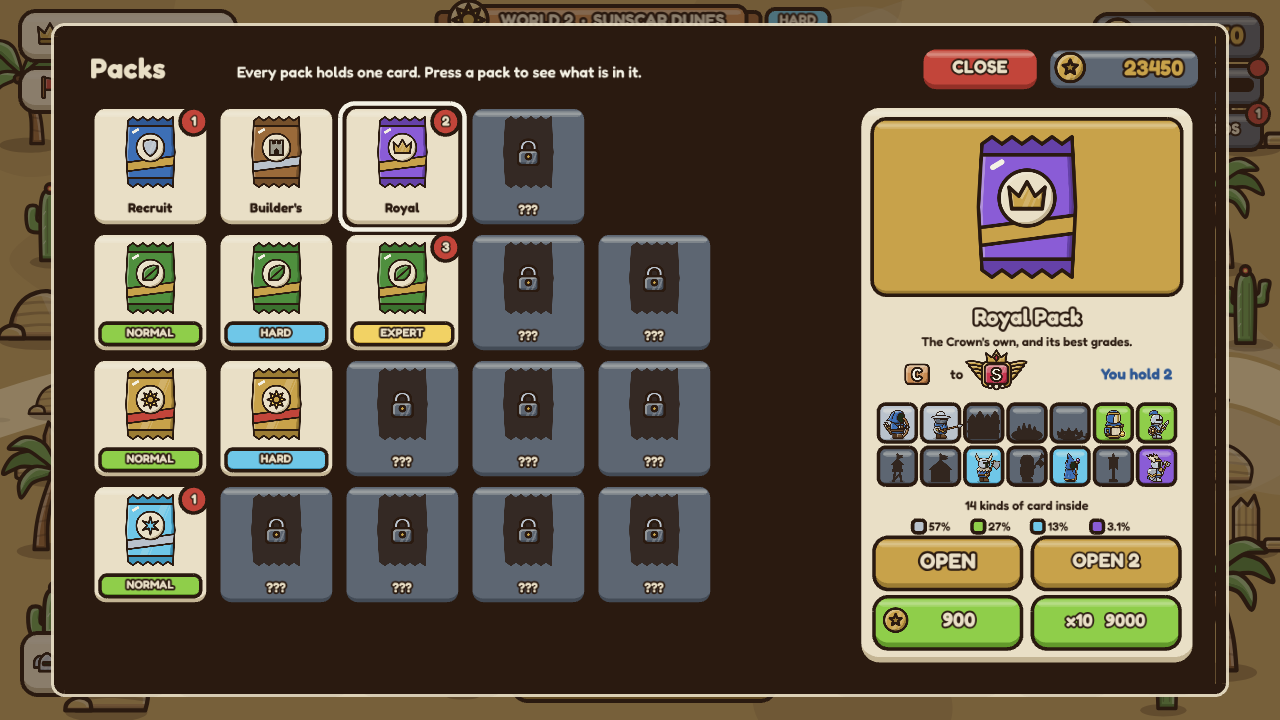 WORLD 2 · SUNSCAR DUNES
HARD
Packs
Every pack holds one card. Press a pack to see what is in it.
CLOSE
23450
1
2
Recruit
Builder's
Royal
???
3
NORMAL
HARD
EXPERT
???
???
NORMAL
HARD
???
???
???
1
NORMAL
???
???
???
???
Royal Pack
The Crown's own, and its best grades.
C to S
You hold 2
14 kinds of card inside
57% 27% 13% 3.1%
OPEN
OPEN 2
900
x10 9000
1